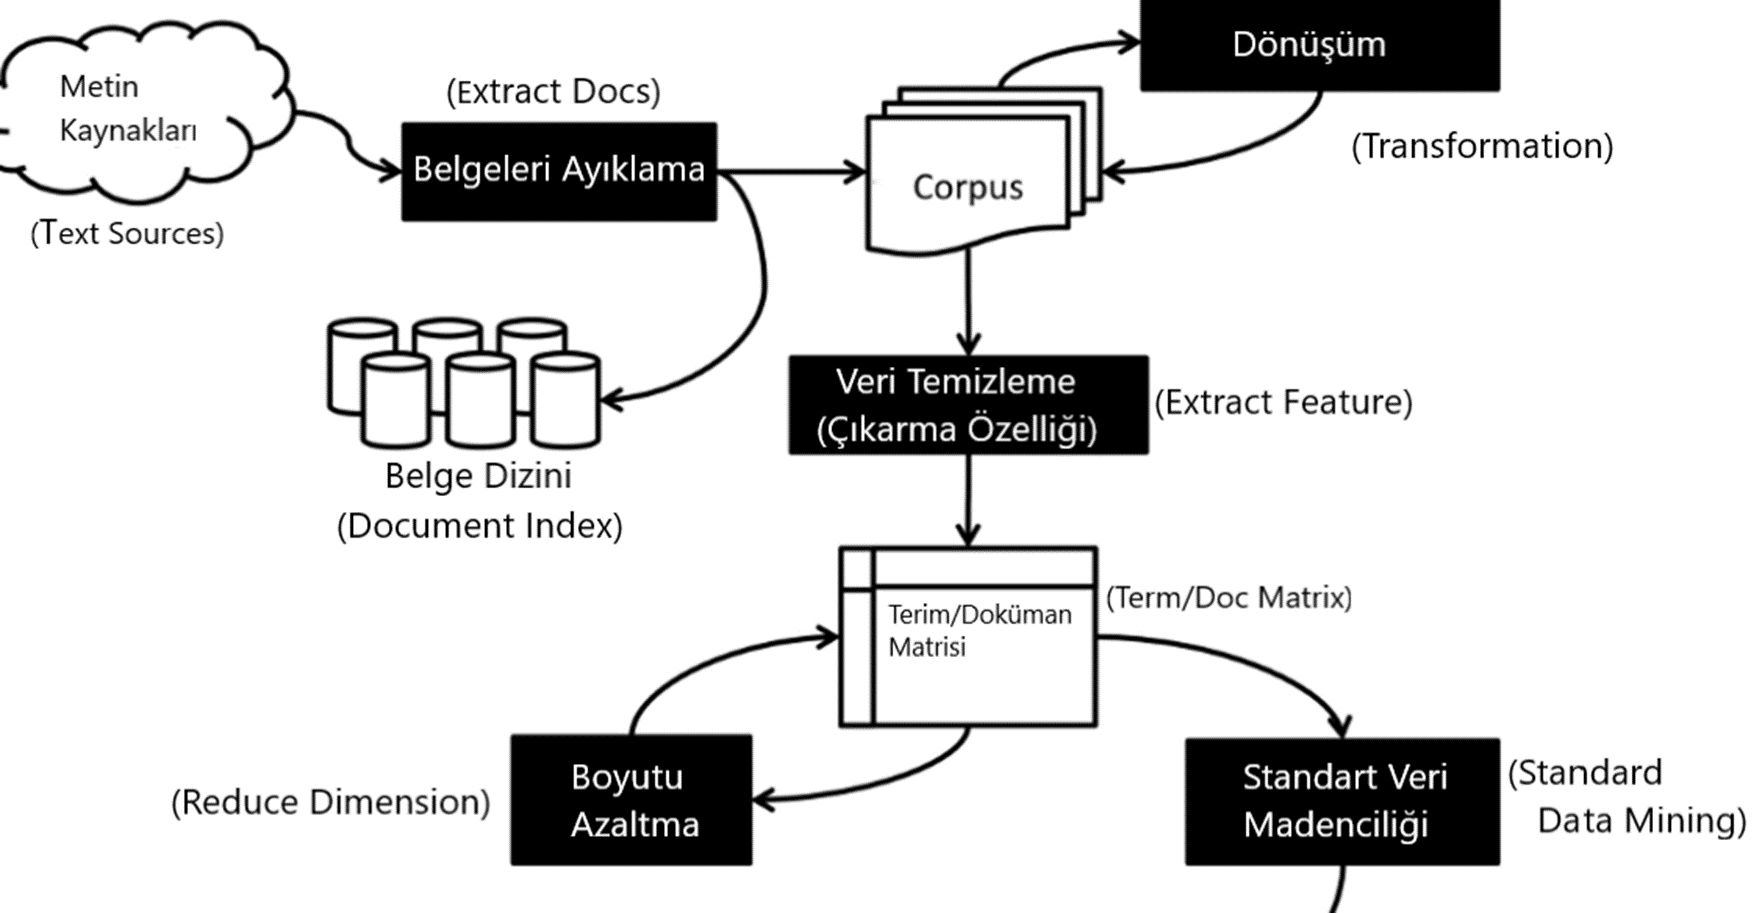 Dönüşüm
Metin
Kaynakları
(Extract Docs)
Belgeleri Ayıklama
(Transformation)
Corpus
(Text Sources)
Veri Temizleme
(Çıkarma Özelliği)
(Extract Feature)
Belge Dizini
(Document Index)
(Term/Doc Matrix)
Terim/Doküman
Matrisi
Boyutu
Azaltma
(Reduce Dimension)
Standart Veri
Madenciliği
(Standard
Data Mining)